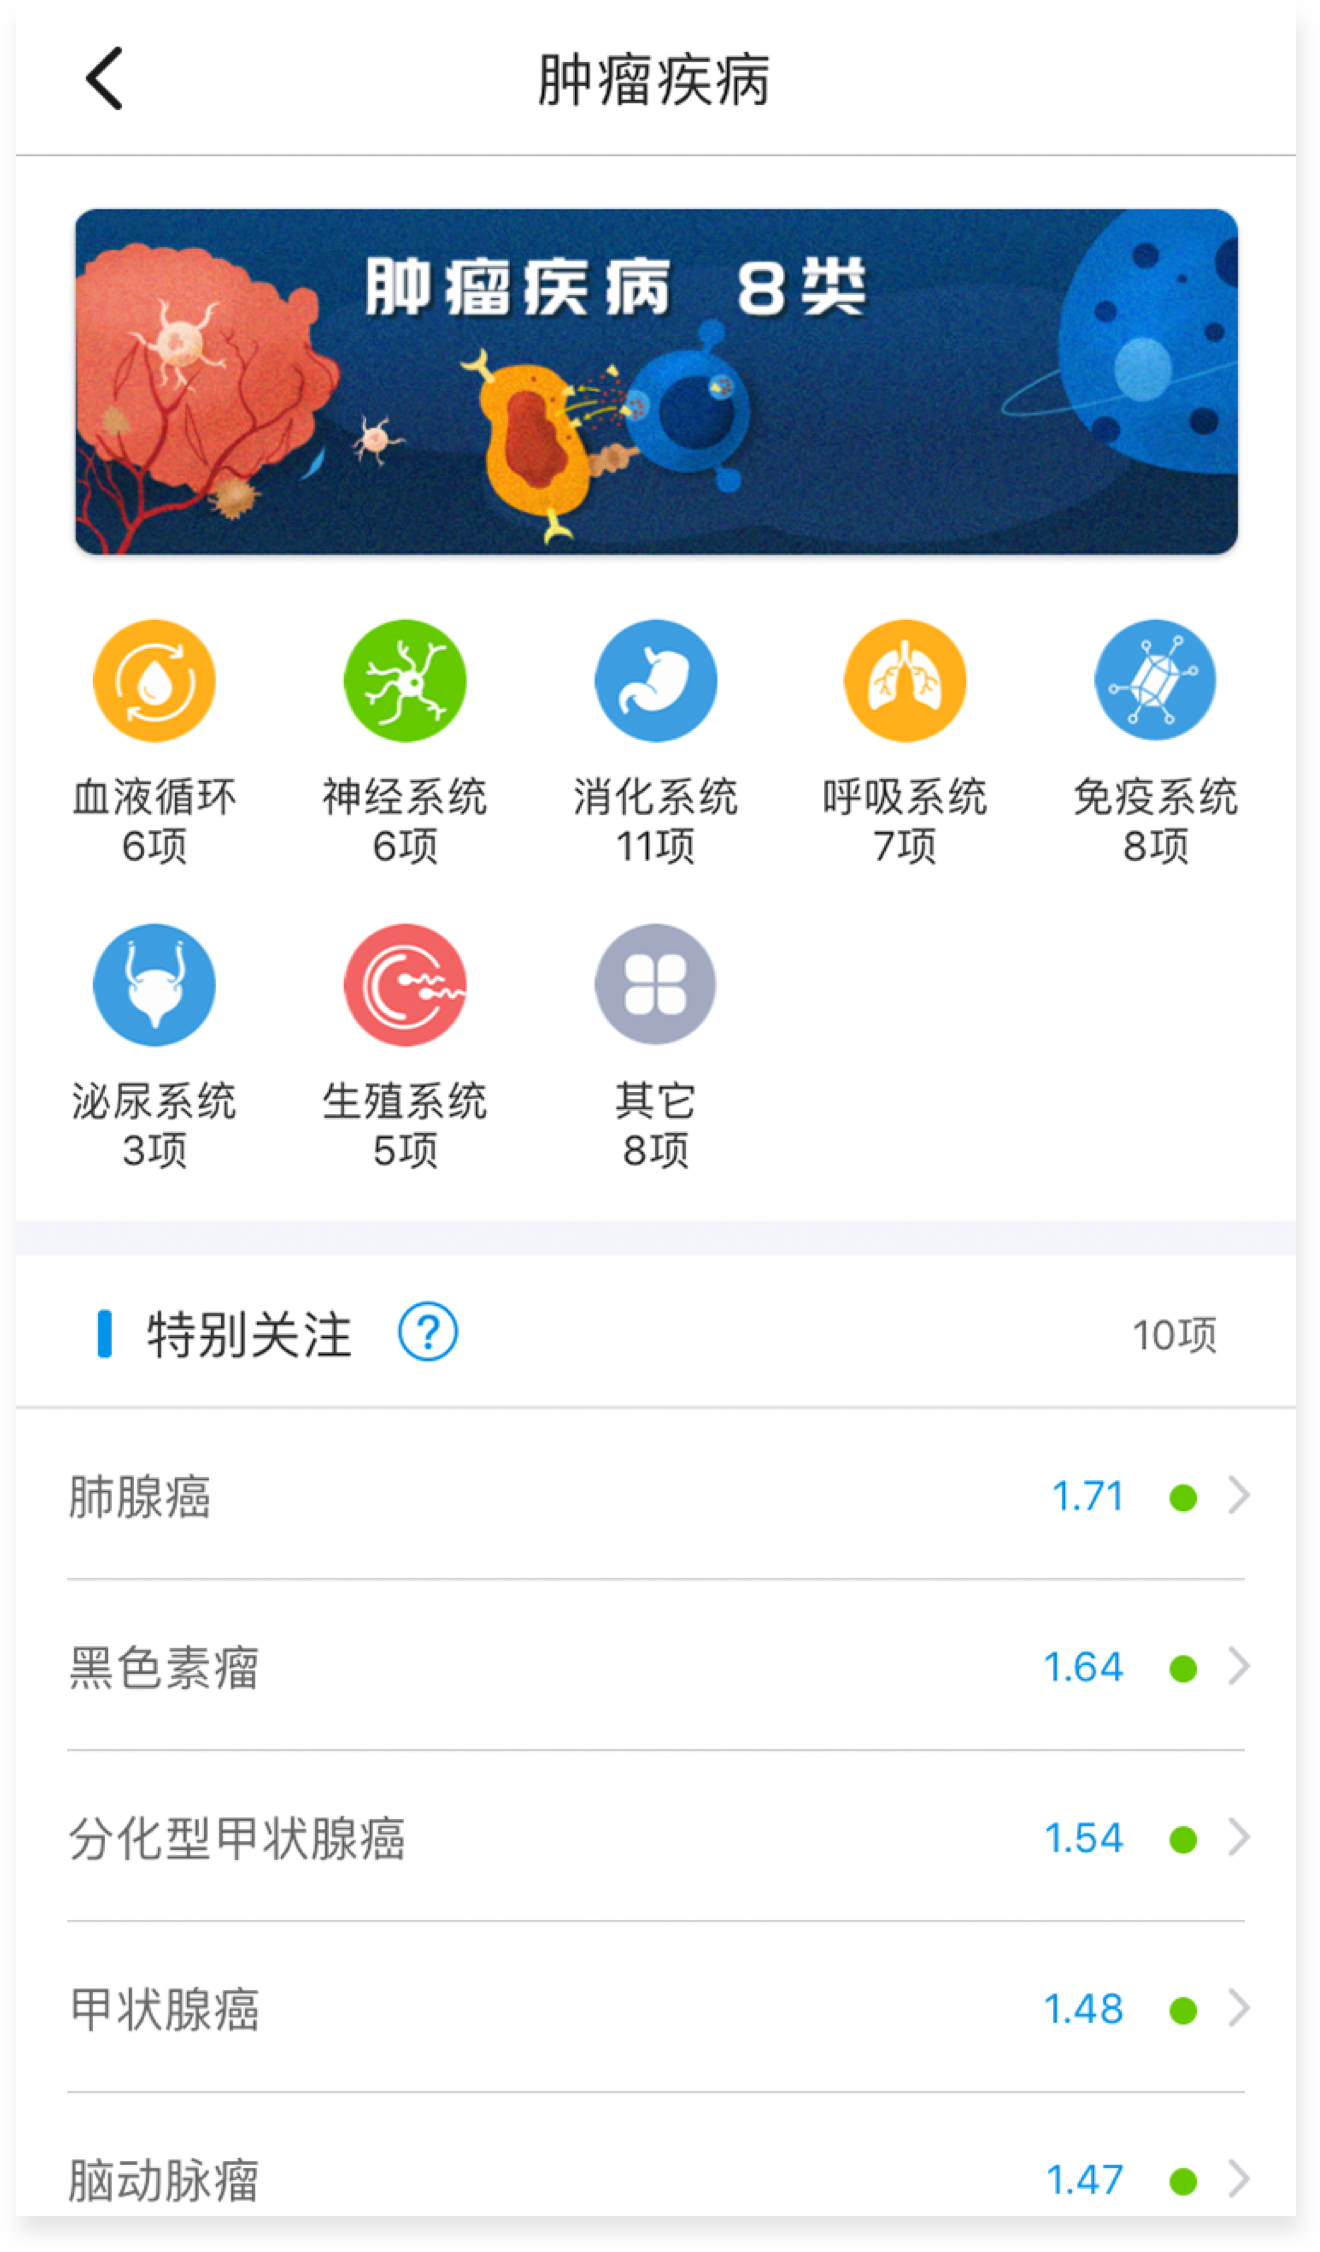 肿瘤疾病
肿瘤疾病 8类
血液循环 神经系统 消化系统 呼吸系统 免疫系统
6项 6项 11项 7项 8项
泌尿系统 生殖系统 其它
3项 5项 8项
特别关注 ? 10项
肺腺癌 1.71
黑色素瘤 1.64
分化型甲状腺癌 1.54
甲状腺癌 1.48
脑动脉瘤 1.47